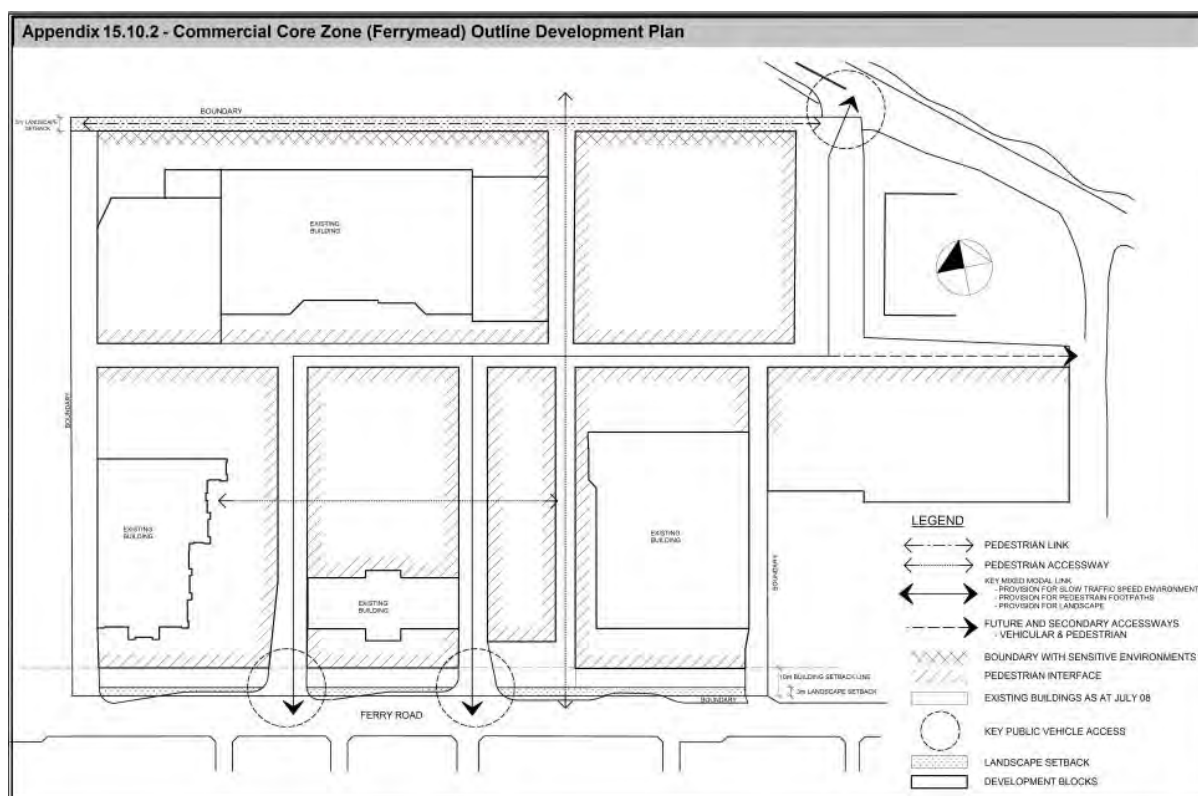 Appendix 15.10.2 - Commercial Core Zone (Ferrymead) Outline Development Plan
BOUNDARY
LANDSCAPE
SETBACK
EXISTING
BUILDING
BOUNDARY
EXISTING
BUILDING
EXISTING
BUILDING
EXISTING
BUILDING
BOUNDARY
10m BUILDING SETBACK LINE
3m LANDSCAPE SETBACK
BOUNDARY
FERRY ROAD
LEGEND
PEDESTRIAN LINK
PEDESTRIAN ACCESSWAY
KEY MIXED MODAL LINK
- PROVISION FOR SLOW TRAFFIC SPEED ENVIRONMENT
- PROVISION FOR PEDESTRAIN FOOTPATHS
- PROVISION FOR LANDSCAPE
FUTURE AND SECONDARY ACCESSWAYS
- VEHICULAR & PEDESTRIAN
BOUNDARY WITH SENSITIVE ENVIRONMENTS
PEDESTRIAN INTERFACE
EXISTING BUILDINGS AS AT JULY 08
KEY PUBLIC VEHICLE ACCESS
LANDSCAPE SETBACK
DEVELOPMENT BLOCKS